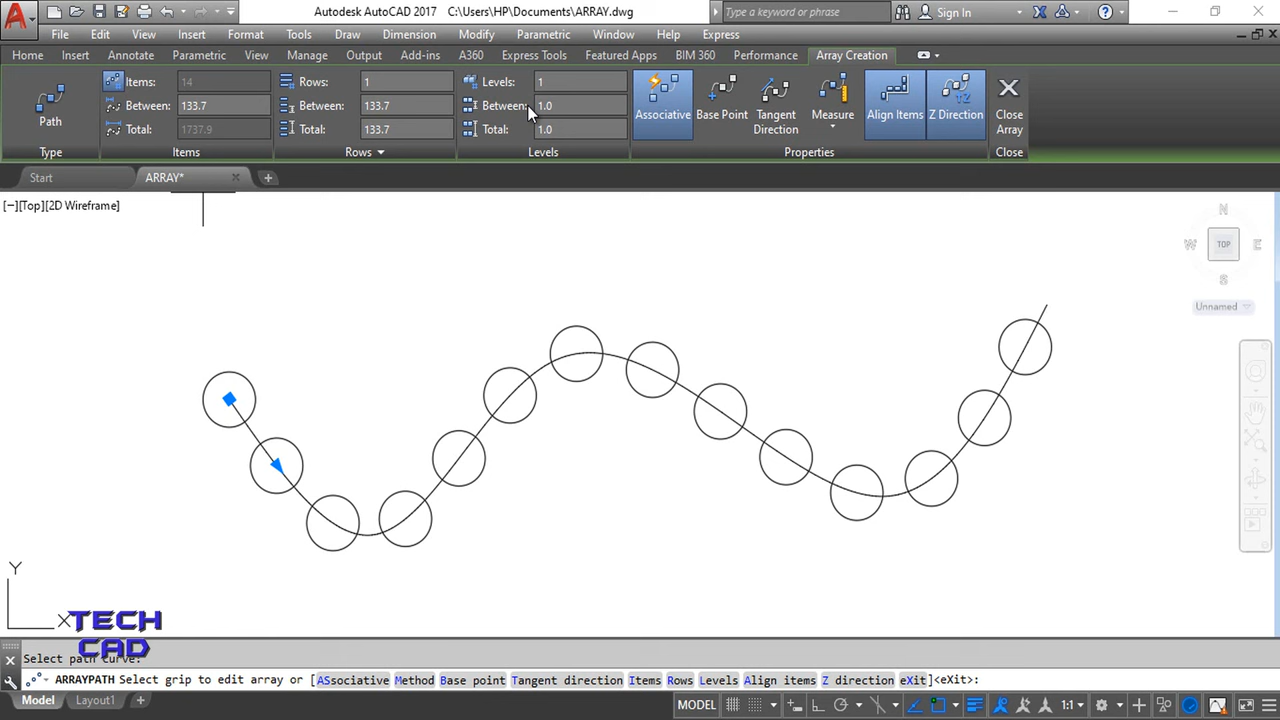 Autodesk AutoCAD 2017 C:\Users\HP\Documents\ARRAY.dwg
Type a keyword or phrase
Sign In
File Edit View Insert Format Tools Draw Dimension Modify Parametric Window Help Express
Home Insert Annotate Parametric View Manage Output Add-ins A360 Express Tools Featured Apps BIM 360 Performance Array Creation
Items: 14 Rows: 1 Levels: 1
Between: 133.7 Between: 133.7 Between: 1.0
Total: 1737.9 Total: 133.7 Total: 1.0
Path
Associative Base Point Tangent Direction Measure Align Items Z Direction Close Array
Type Items Rows Levels Properties Close
Start ARRAY*
[−][Top][2D Wireframe]
N
W TOP E
S
Unnamed
Y
X
TECH
CAD
Select path curve:
ARRAYPATH Select grip to edit array or [ASsociative Method Base point Tangent direction Items Rows Levels Align items Z direction eXit]<eXit>:
Model Layout1 MODEL 1:1